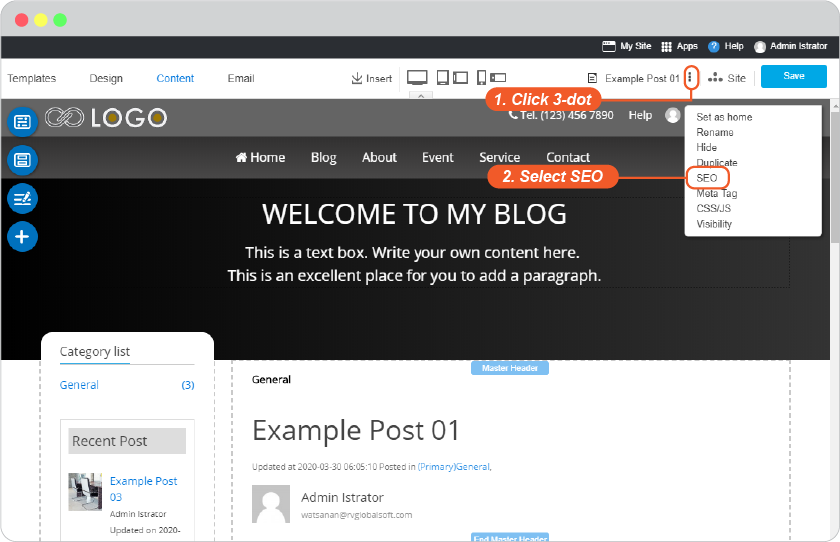 My Site Apps ? Help Admin Istrator
Templates Design Content Email Insert Example Post 01 Site Save
1. Click 3-dot
LOGO
Tel. (123) 456 7890 Help
Set as home
Rename
Hide
Duplicate
SEO
Meta Tag
CSS/JS
Visibility
Home Blog About Event Service Contact
2. Select SEO
WELCOME TO MY BLOG
This is a text box. Write your own content here.
This is an excellent place for you to add a paragraph.
Category list
General (3)
Recent Post
Example Post
03
Admin Istrator
Updated on 2020-
Master Header
General
Example Post 01
Updated at 2020-03-30 06:05:10 Posted in (Primary)General,
Admin Istrator
watsanan@rvglobalsoft.com
End Master Header